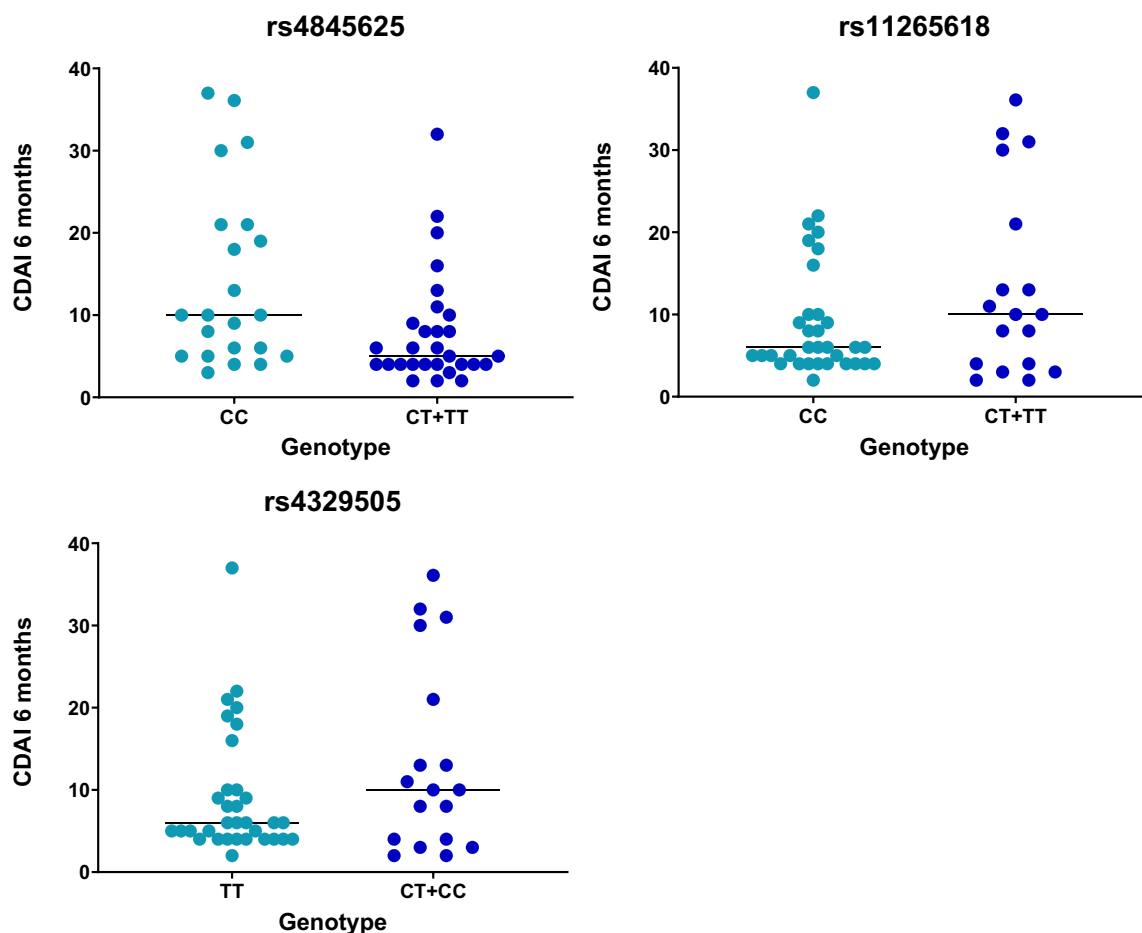 rs4845625
CDAI 6 months
40
30
20
10
0
CC
CT+TT
Genotype
rs11265618
CDAI 6 months
40
30
20
10
0
CC
CT+TT
Genotype
rs4329505
CDAI 6 months
40
30
20
10
0
TT
CT+CC
Genotype